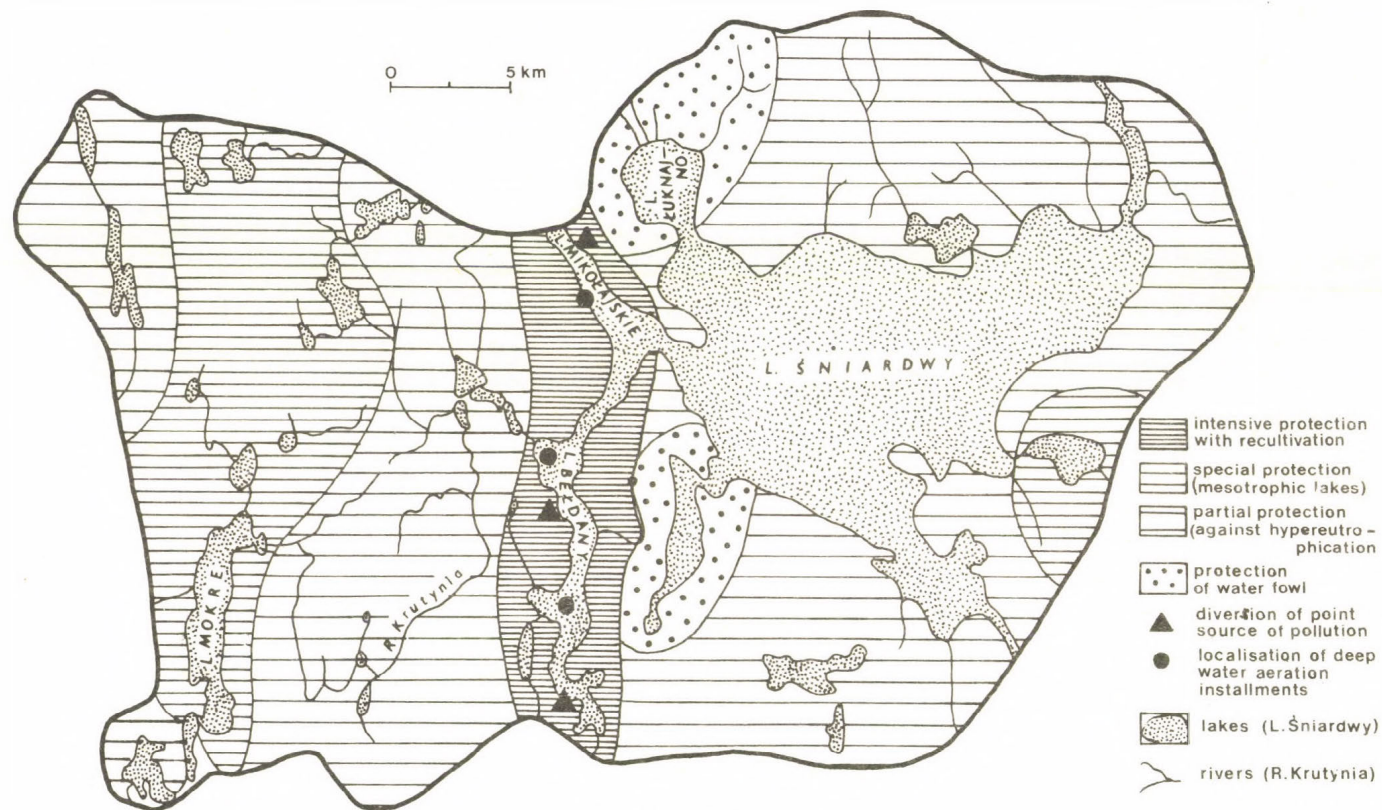 0 5 km
L. ŁUKNAJ-
NO
L. MIKOŁAJSKIE
L. ŚNIARDWY
L. BEŁDANY
L. MOKRE
R. Krutynia
intensive protection
with recultivation
special protection
(mesotrophic lakes)
partial protection
(against hypereutro-
phication
protection
of water fowl
diversion of point
source of pollution
localisation of deep
water aeration
installments
lakes (L. Śniardwy)
rivers (R. Krutynia)